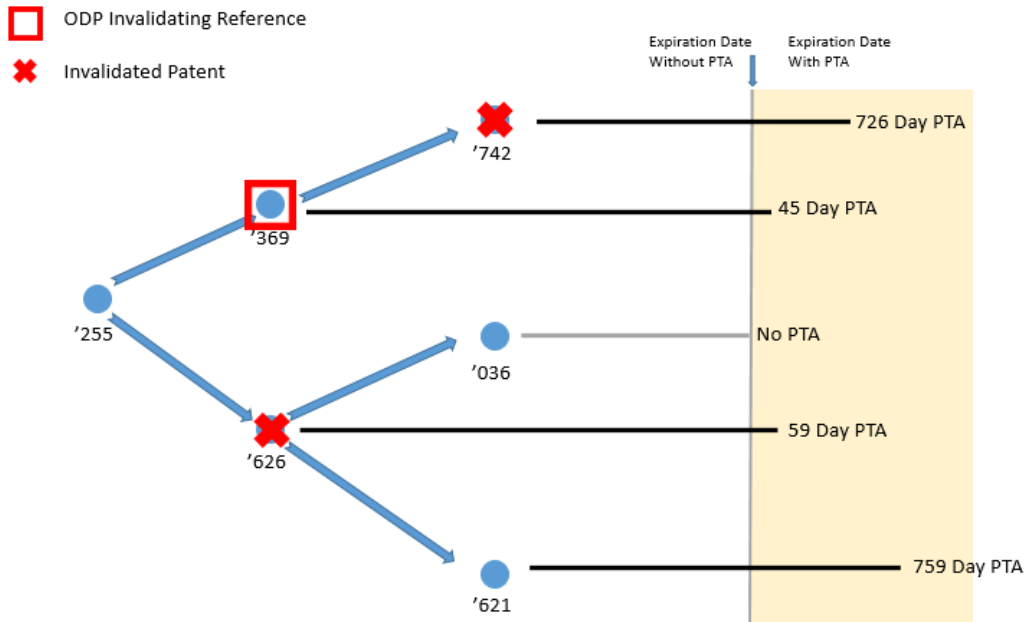 ODP Invalidating Reference
Invalidated Patent
Expiration Date
Without PTA
Expiration Date
With PTA
’742
726 Day PTA
’369
45 Day PTA
’255
’036
No PTA
’626
59 Day PTA
’621
759 Day PTA